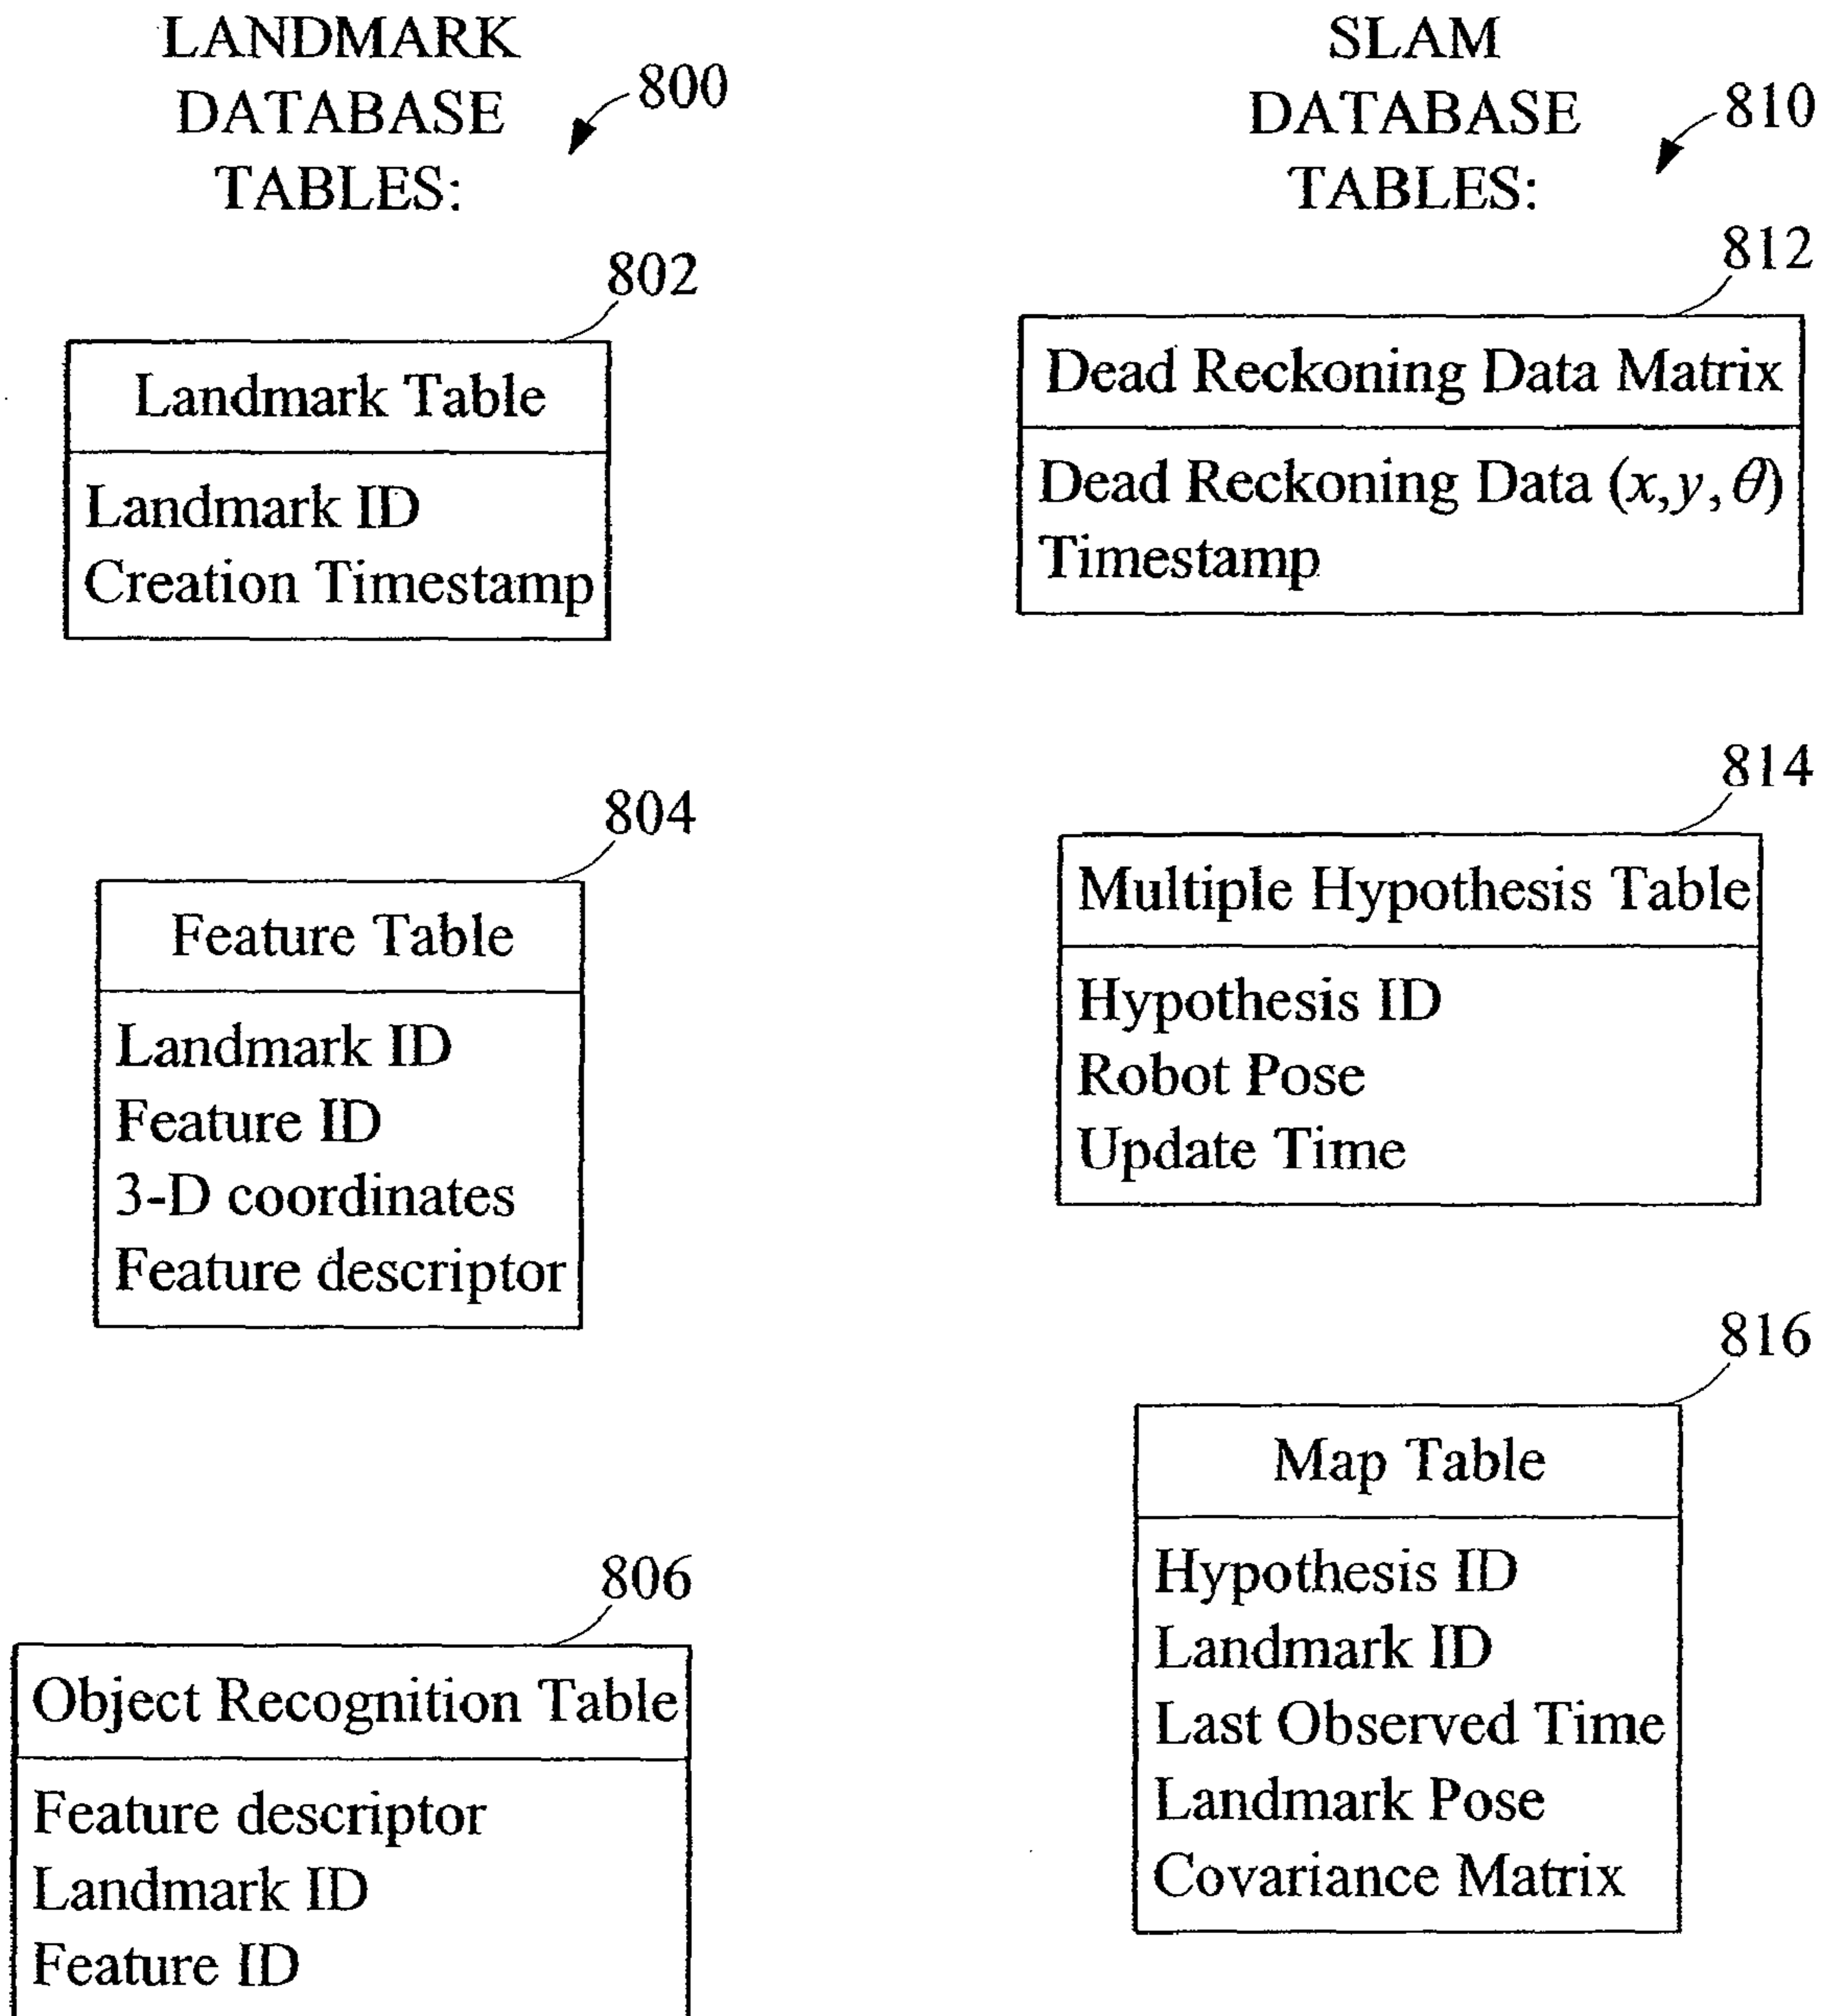 LANDMARK
DATABASE
TABLES:
800
802
Landmark Table
Landmark ID
Creation Timestamp
804
Feature Table
Landmark ID
Feature ID
3-D coordinates
Feature descriptor
806
Object Recognition Table
Feature descriptor
Landmark ID
Feature ID
SLAM
DATABASE
TABLES:
810
812
Dead Reckoning Data Matrix
Dead Reckoning Data (x,y,θ)
Timestamp
814
Multiple Hypothesis Table
Hypothesis ID
Robot Pose
Update Time
816
Map Table
Hypothesis ID
Landmark ID
Last Observed Time
Landmark Pose
Covariance Matrix